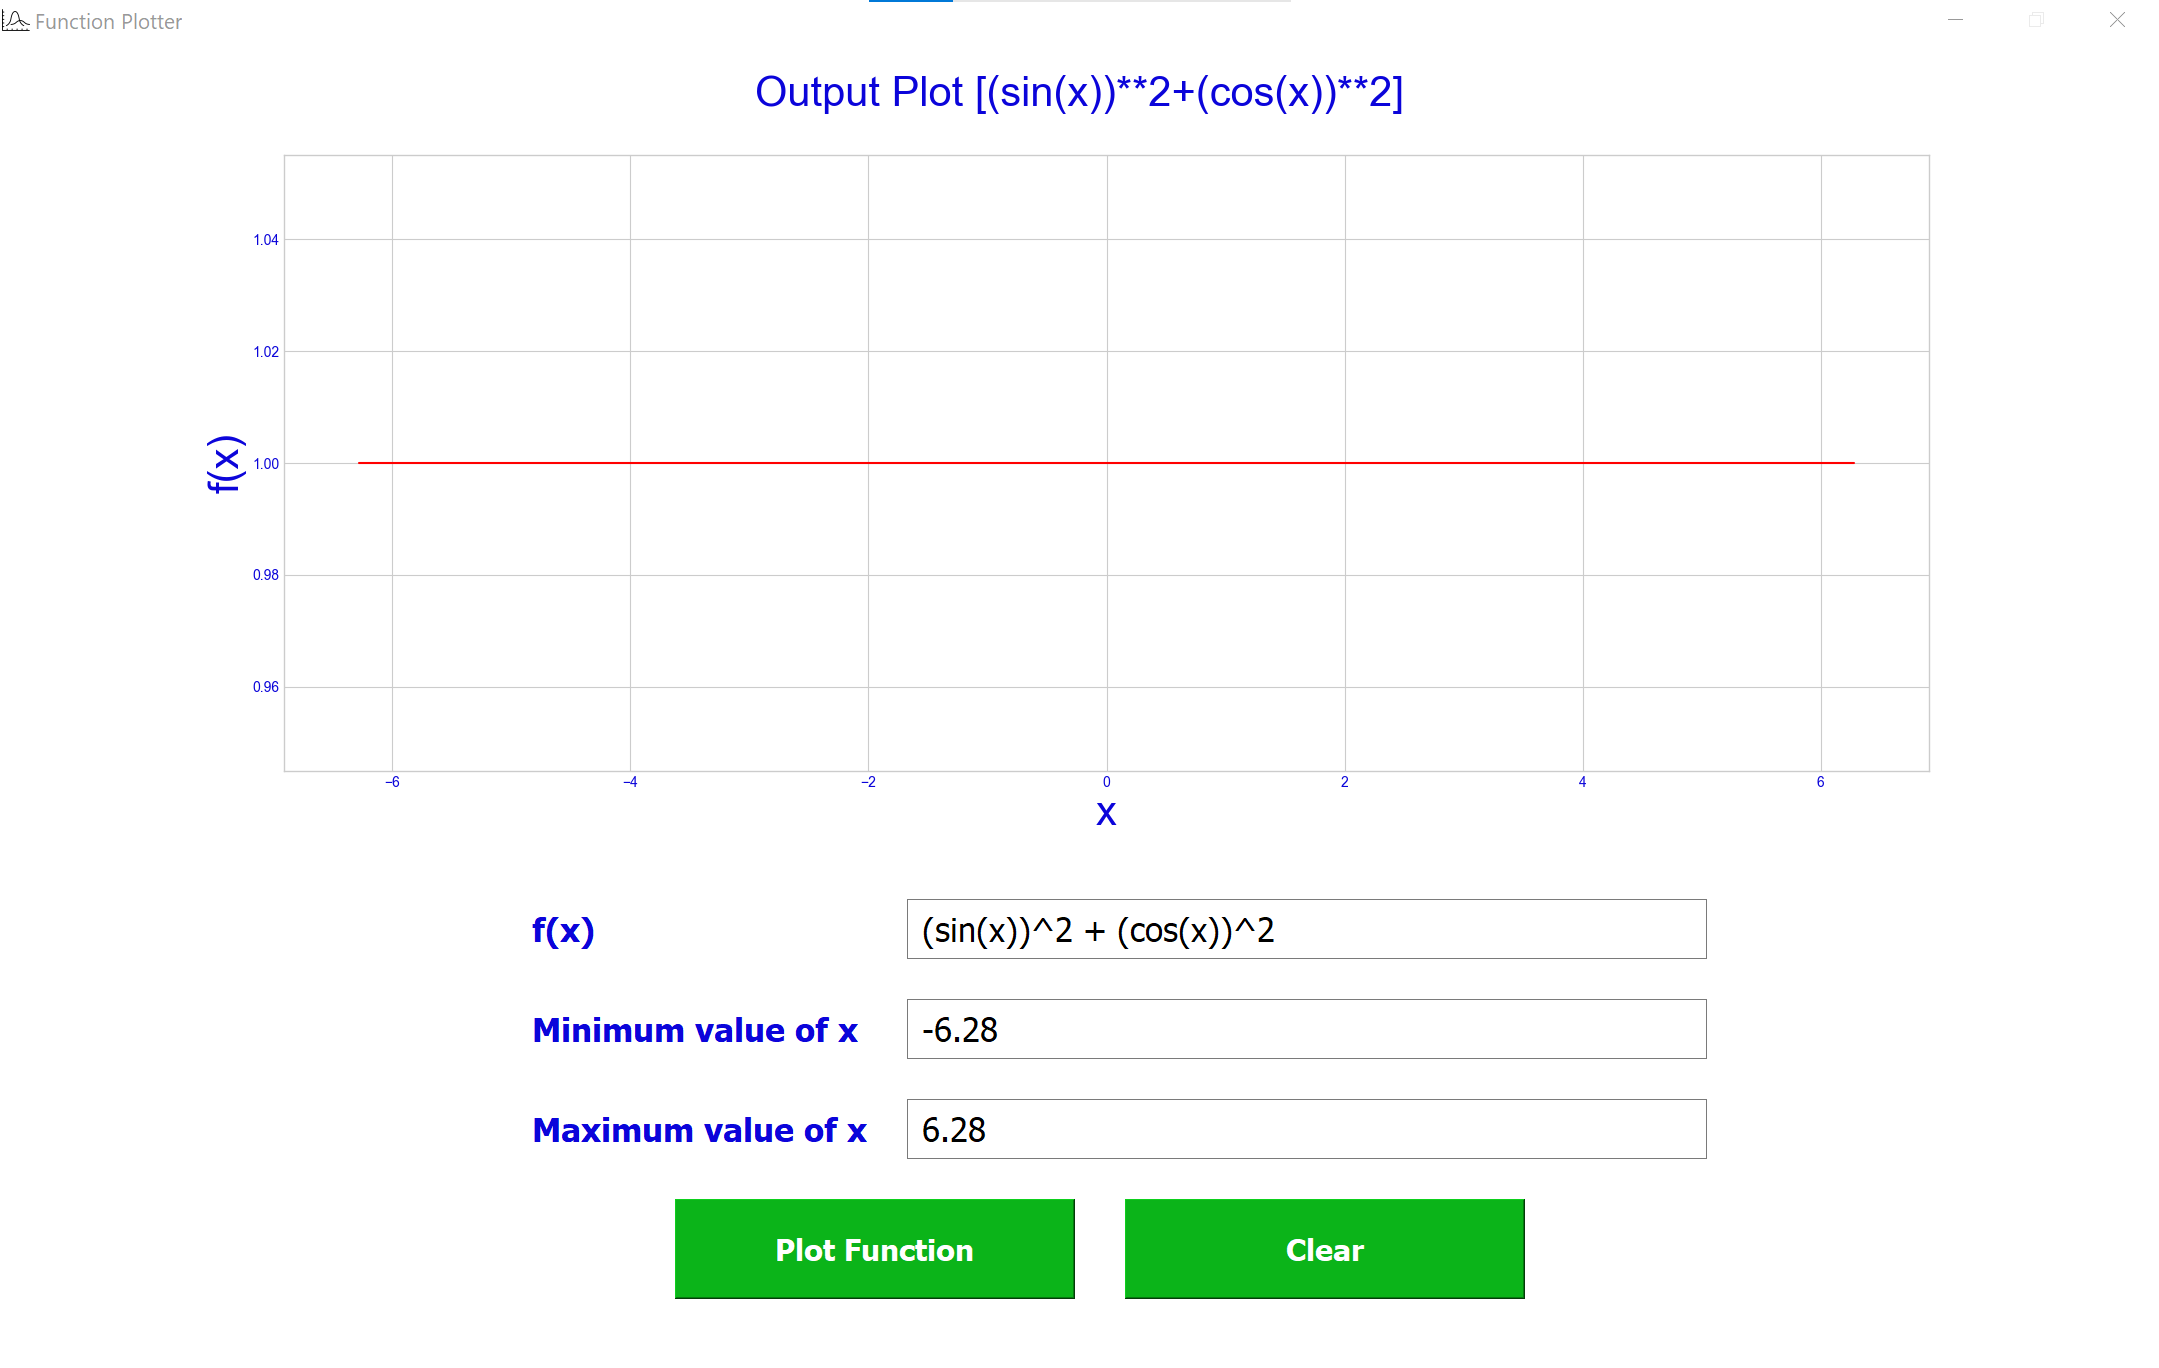 Function Plotter
Output Plot [(sin(x))**2+(cos(x))**2]
1.04
1.02
1.00
0.98
0.96
f(x)
−6 −4 −2 0 2 4 6
x
f(x) (sin(x))^2 + (cos(x))^2
Minimum value of x -6.28
Maximum value of x 6.28
Plot Function Clear